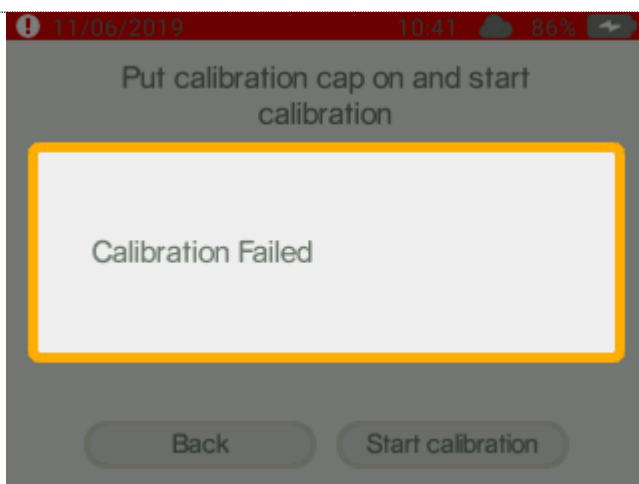 11/06/2019 10:41 86%
Put calibration cap on and start
calibration
Calibration Failed
Back Start calibration